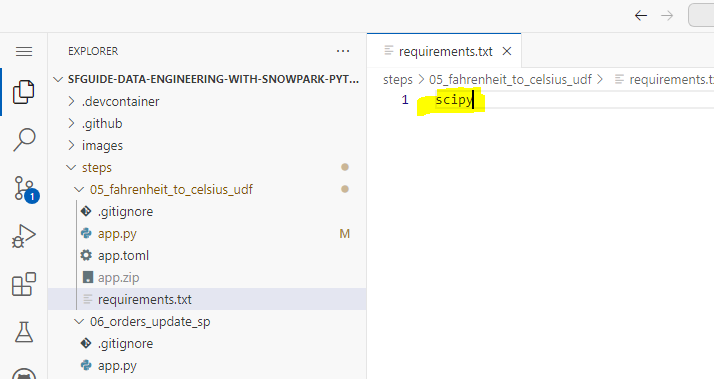 EXPLORER
SFGUIDE-DATA-ENGINEERING-WITH-SNOWPARK-PYT...
.devcontainer
.github
images
steps
05_fahrenheit_to_celsius_udf
.gitignore
app.py M
app.toml
app.zip
requirements.txt
06_orders_update_sp
.gitignore
app.py
1
requirements.txt
steps > 05_fahrenheit_to_celsius_udf > requirements.t
1 scipy